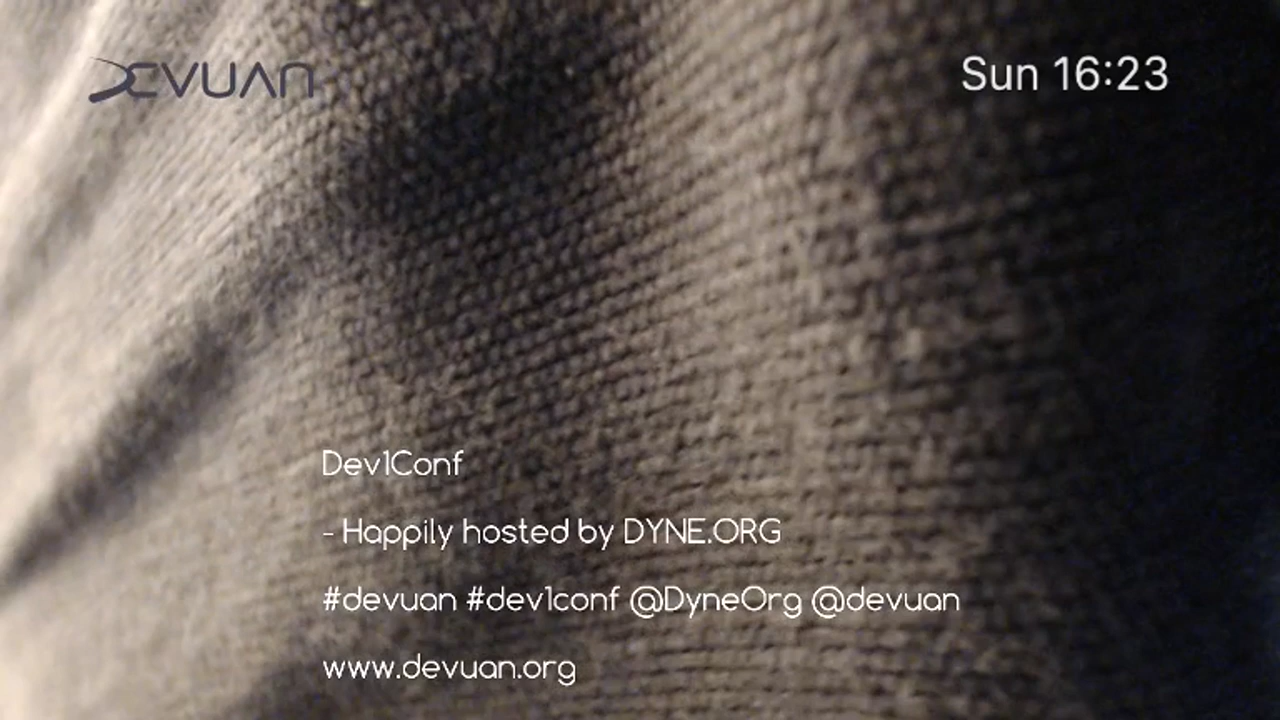 DEVUAN
Sun 16:23
Dev1Conf
- Happily hosted by DYNE.ORG
#devuan #dev1conf @DyneOrg @devuan
www.devuan.org